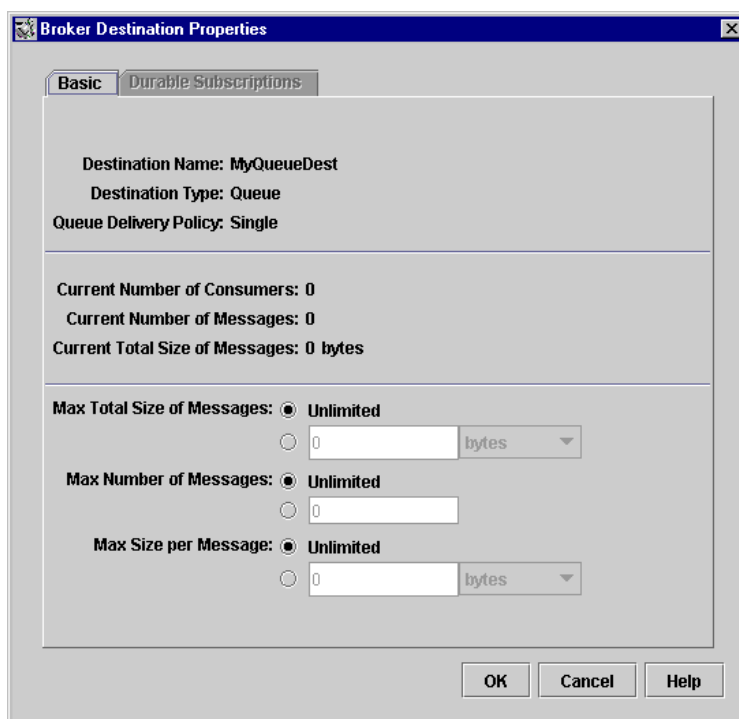 Broker Destination Properties
Basic Durable Subscriptions
Destination Name: MyQueueDest
Destination Type: Queue
Queue Delivery Policy: Single
Current Number of Consumers: 0
Current Number of Messages: 0
Current Total Size of Messages: 0 bytes
Max Total Size of Messages: Unlimited
0 bytes
Max Number of Messages: Unlimited
0
Max Size per Message: Unlimited
0 bytes
OK Cancel Help